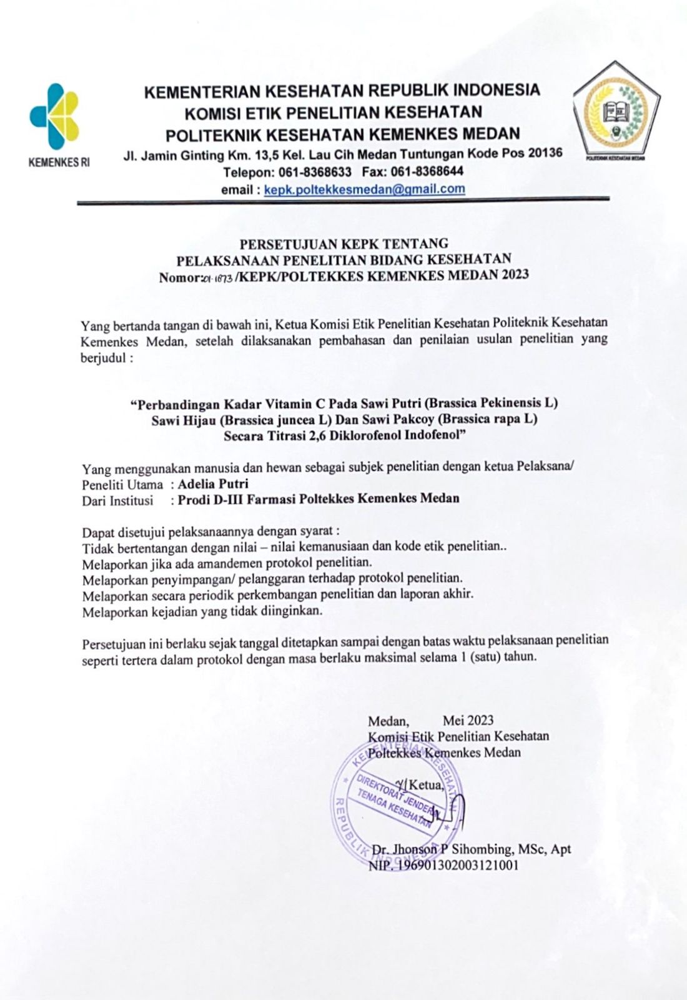 KEMENTERIAN KESEHATAN REPUBLIK INDONESIA
KOMISI ETIK PENELITIAN KESEHATAN
POLITEKNIK KESEHATAN KEMENKES MEDAN
Jl. Jamin Ginting Km. 13,5 Kel. Lau Cih Medan Tuntungan Kode Pos 20136
Telepon: 061-8368633 Fax: 061-8368644
email : kepk.poltekkesmedan@gmail.com
KEMENKES RI
POLITEKNIK KESEHATAN MEDAN
PERSETUJUAN KEPK TENTANG
PELAKSANAAN PENELITIAN BIDANG KESEHATAN
Nomor:01.1873/KEPK/POLTEKKES KEMENKES MEDAN 2023
Yang bertanda tangan di bawah ini, Ketua Komisi Etik Penelitian Kesehatan Politeknik Kesehatan
Kemenkes Medan, setelah dilaksanakan pembahasan dan penilaian usulan penelitian yang
berjudul :
“Perbandingan Kadar Vitamin C Pada Sawi Putri (Brassica Pekinensis L)
Sawi Hijau (Brassica juncea L) Dan Sawi Pakcoy (Brassica rapa L)
Secara Titrasi 2,6 Diklorofenol Indofenol”
Yang menggunakan manusia dan hewan sebagai subjek penelitian dengan ketua Pelaksana/
Peneliti Utama : Adelia Putri
Dari Institusi : Prodi D-III Farmasi Poltekkes Kemenkes Medan
Dapat disetujui pelaksanaannya dengan syarat :
Tidak bertentangan dengan nilai – nilai kemanusiaan dan kode etik penelitian..
Melaporkan jika ada amandemen protokol penelitian.
Melaporkan penyimpangan/ pelanggaran terhadap protokol penelitian.
Melaporkan secara periodik perkembangan penelitian dan laporan akhir.
Melaporkan kejadian yang tidak diinginkan.
Persetujuan ini berlaku sejak tanggal ditetapkan sampai dengan batas waktu pelaksanaan penelitian
seperti tertera dalam protokol dengan masa berlaku maksimal selama 1 (satu) tahun.
Medan, Mei 2023
Komisi Etik Penelitian Kesehatan
Poltekkes Kemenkes Medan
Ketua,
KEMENTERIAN KESEHATAN
DIREKTORAT JENDERAL
TENAGA KESEHATAN
REPUBLIK INDONESIA
Dr. Jhonson P Sihombing, MSc, Apt
NIP. 196901302003121001